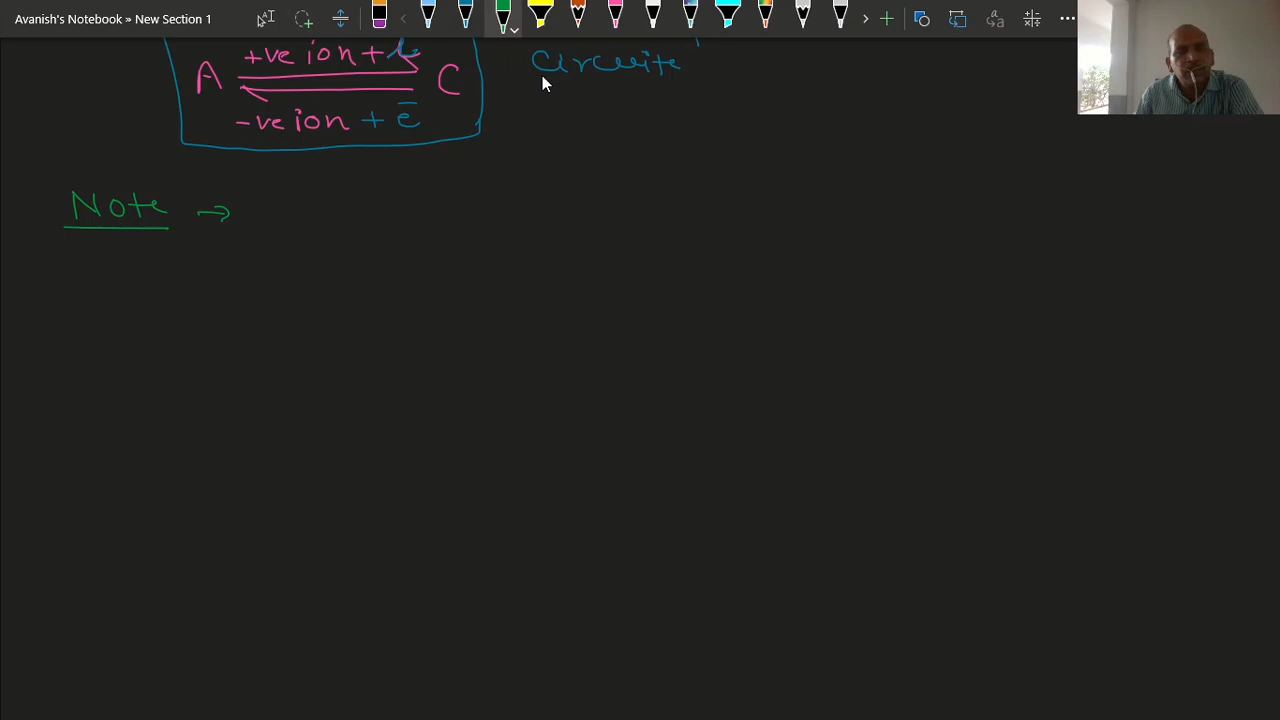 Avanish's Notebook » New Section 1
+ve ion +
A ⇌ C
-ve ion + e̅
circuite
Note →